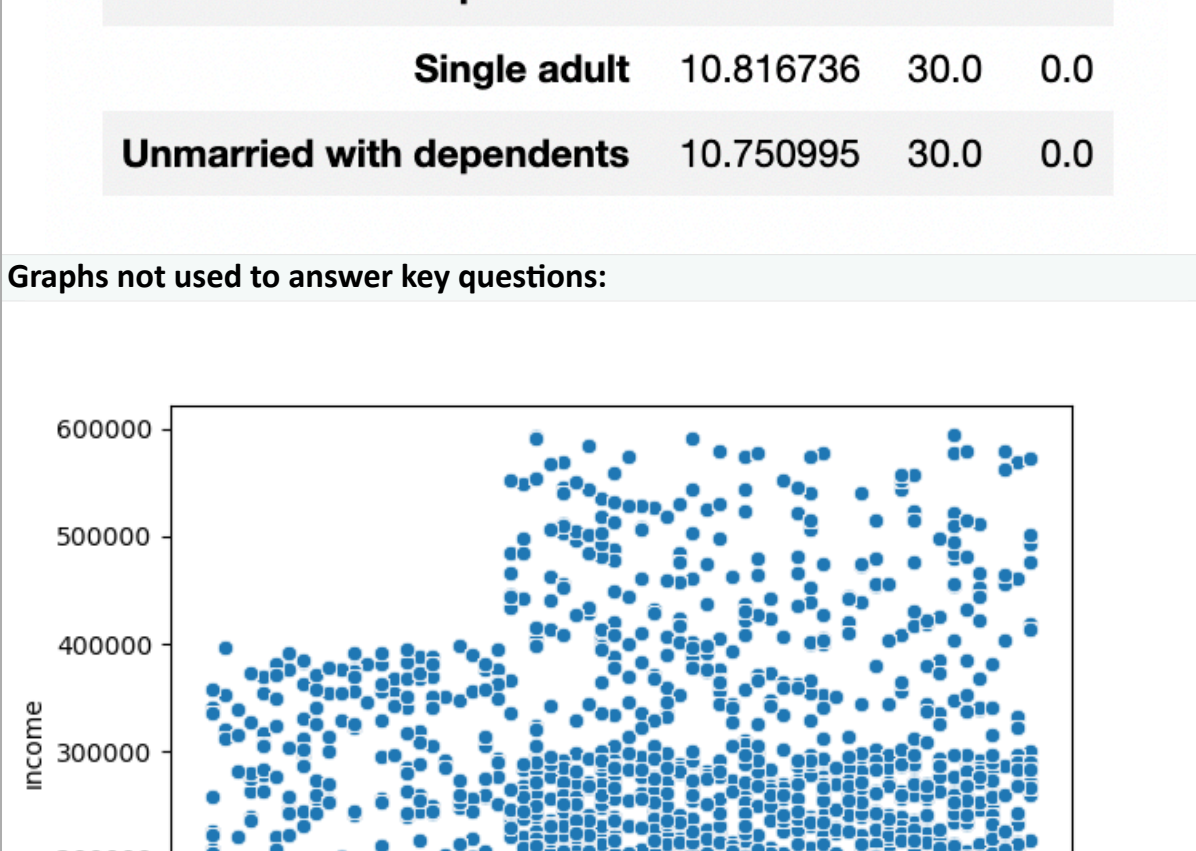 Single adult 10.816736 30.0 0.0
Unmarried with dependents 10.750995 30.0 0.0
Graphs not used to answer key questions:
600000
500000
400000
income
300000